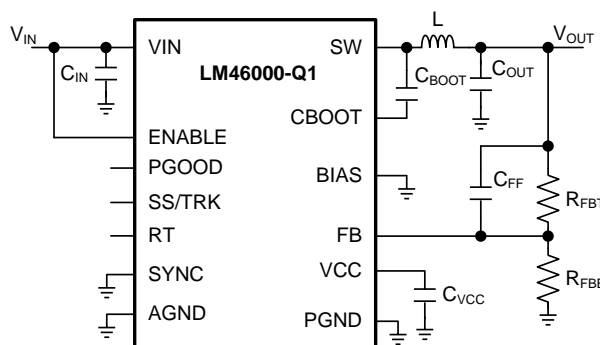 VIN
L
VOUT
VIN
SW
CIN
LM46000-Q1
CBOOT
COUT
CBOOT
ENABLE
PGOOD
BIAS
CFF
RFBT
SS/TRK
RT
FB
SYNC
VCC
RFBB
CVCC
AGND
PGND